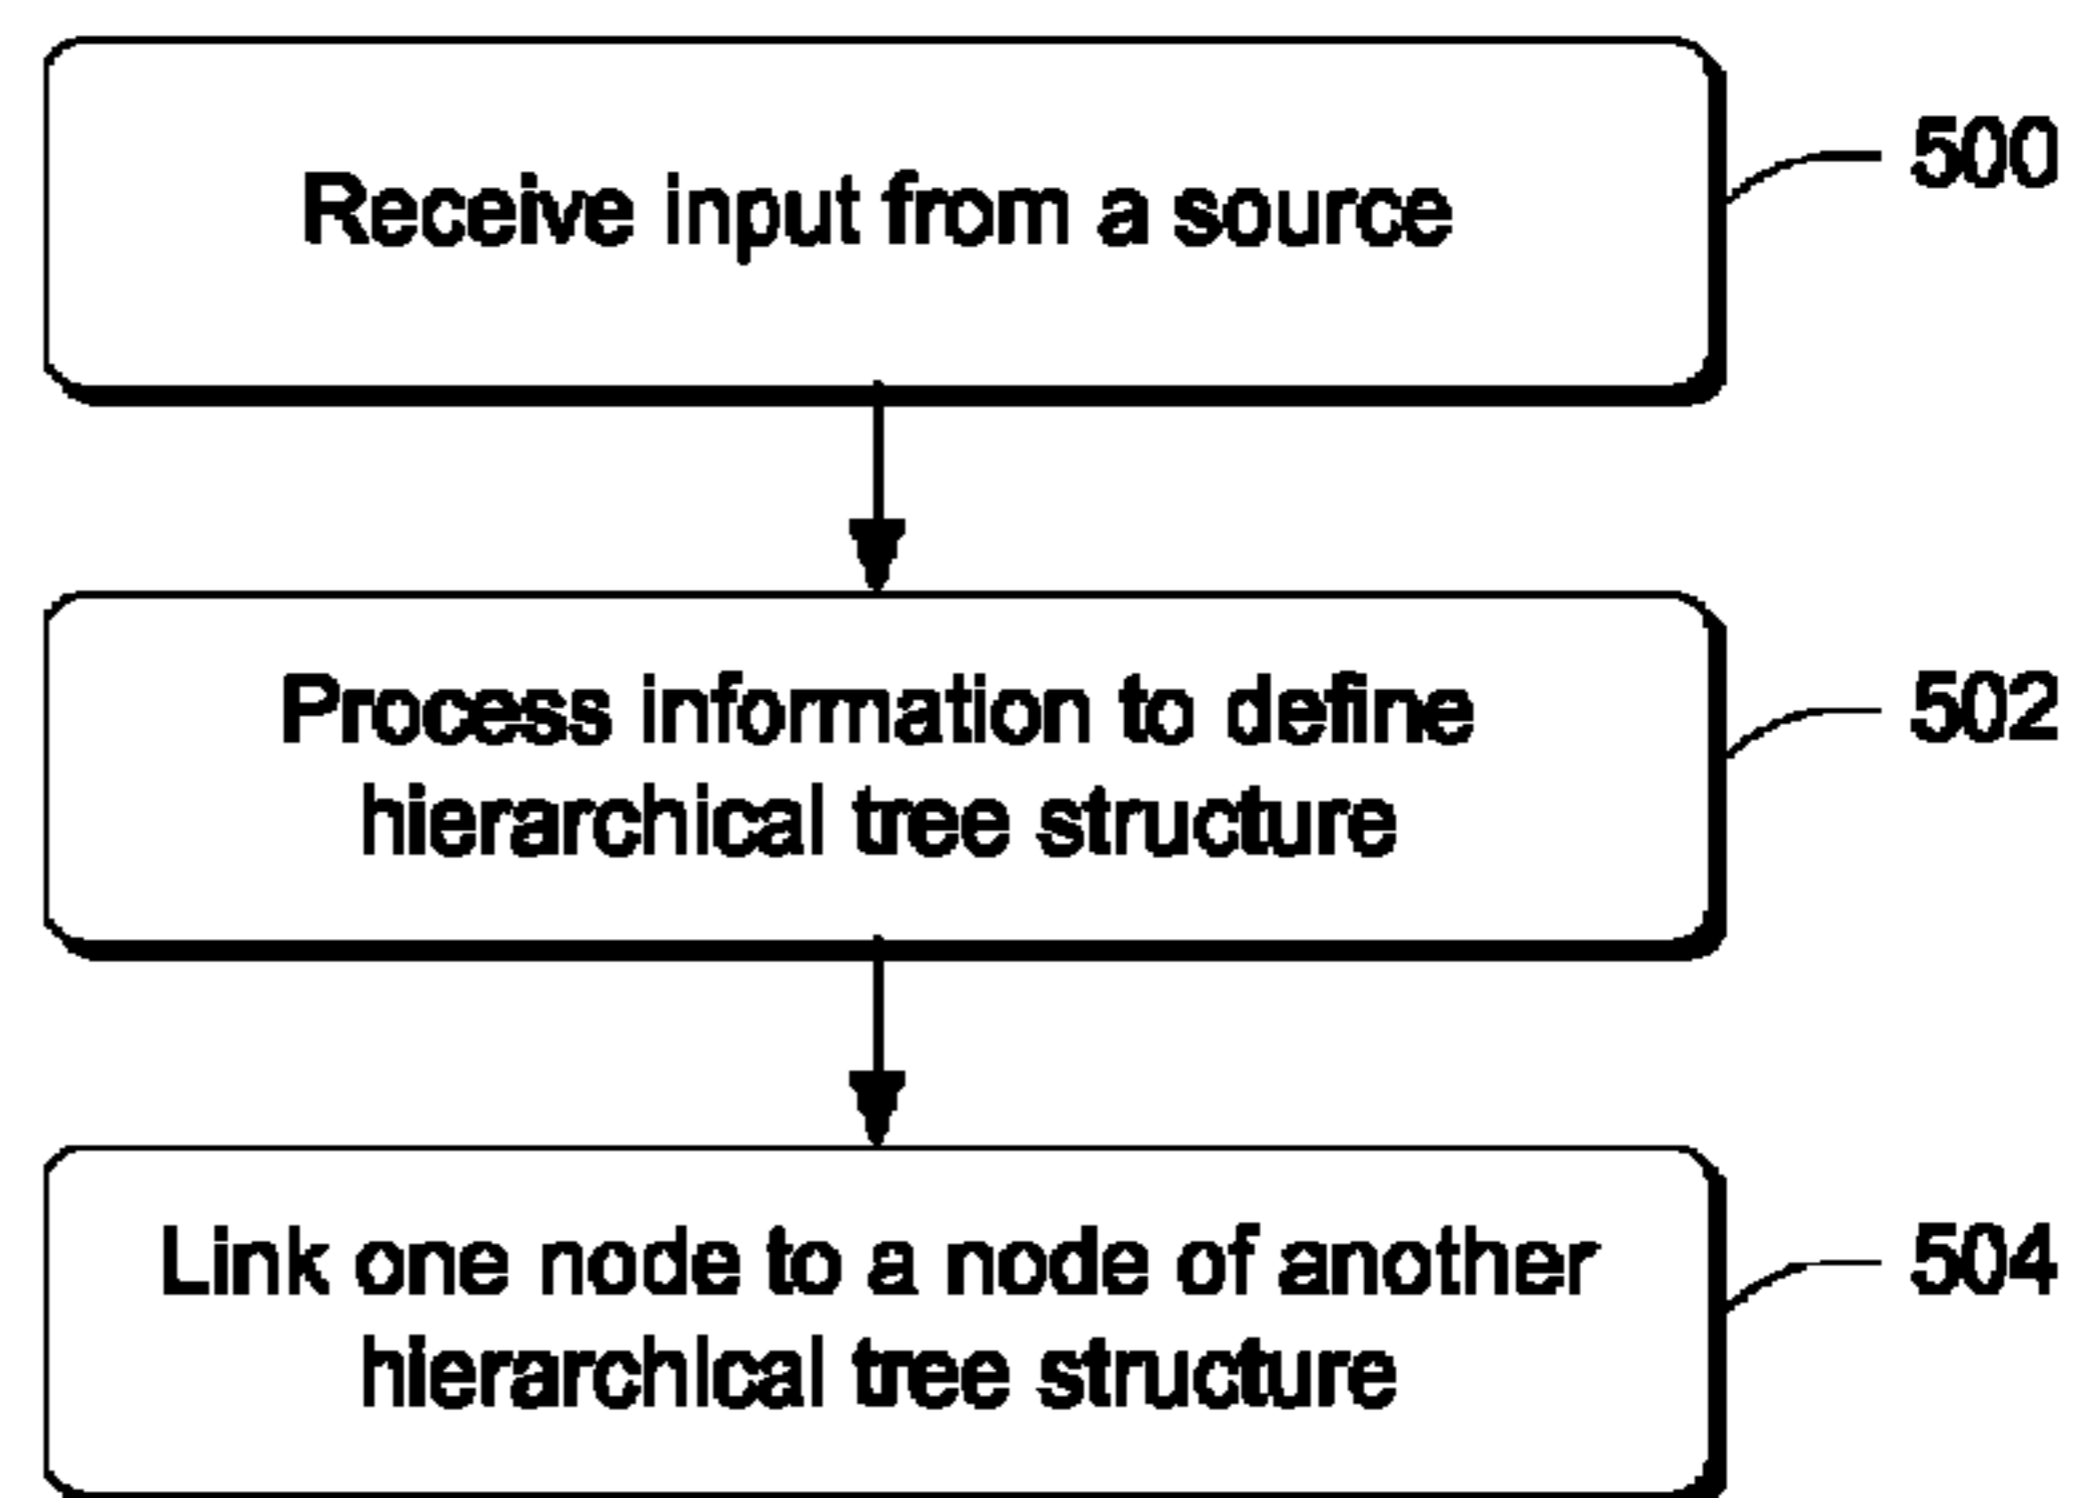 Receive input from a source
500
Process information to define
hierarchical tree structure
502
Link one node to a node of another
hierarchical tree structure
504